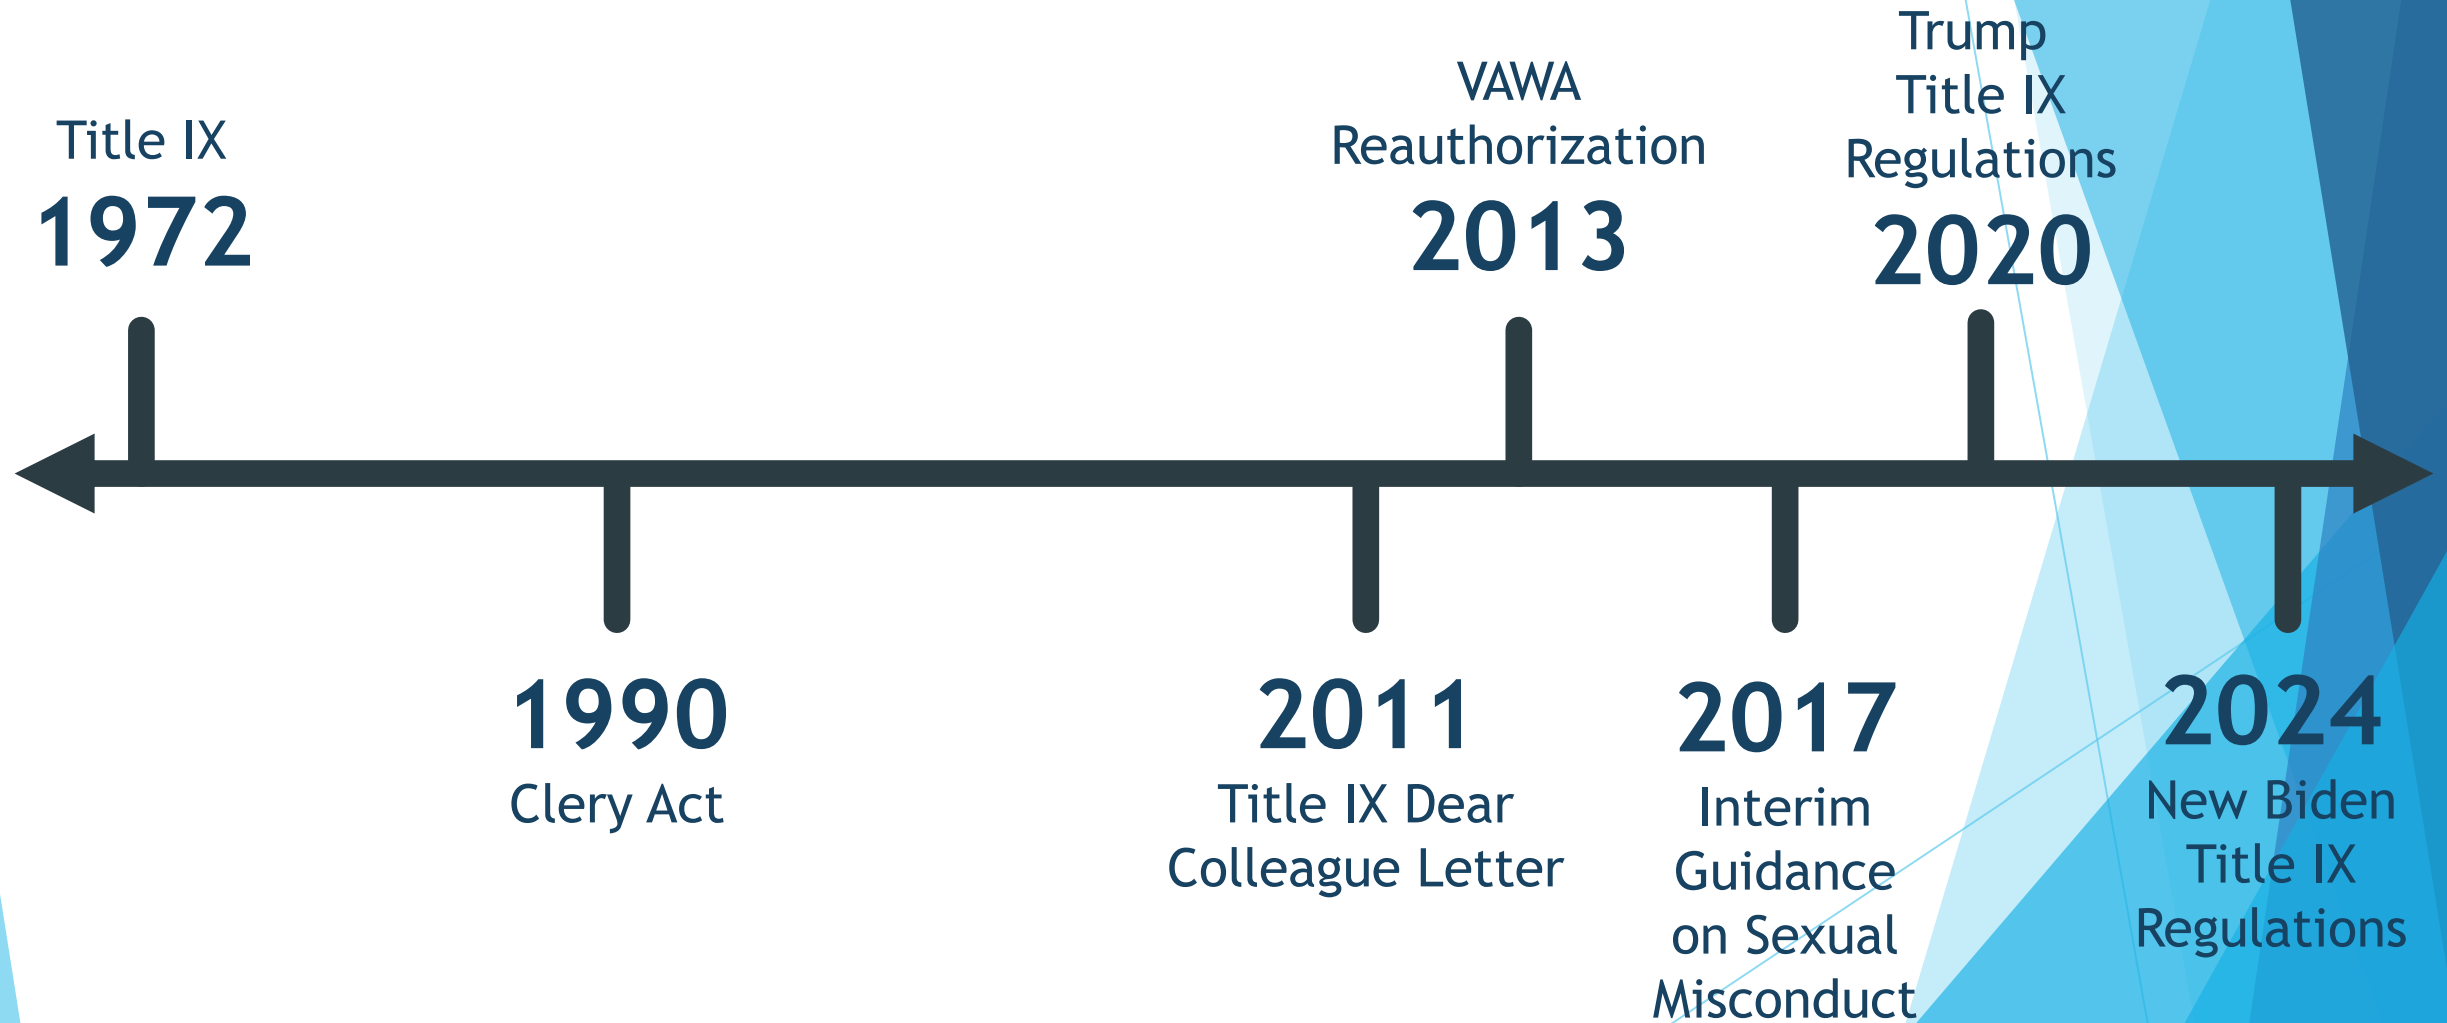 Title IX
1972
1990
Clery Act
2011
Title IX Dear
Colleague Letter
VAWA
Reauthorization
2013
2017
Interim
Guidance
on Sexual
Misconduct
Trump
Title IX
Regulations
2020
2024
New Biden
Title IX
Regulations